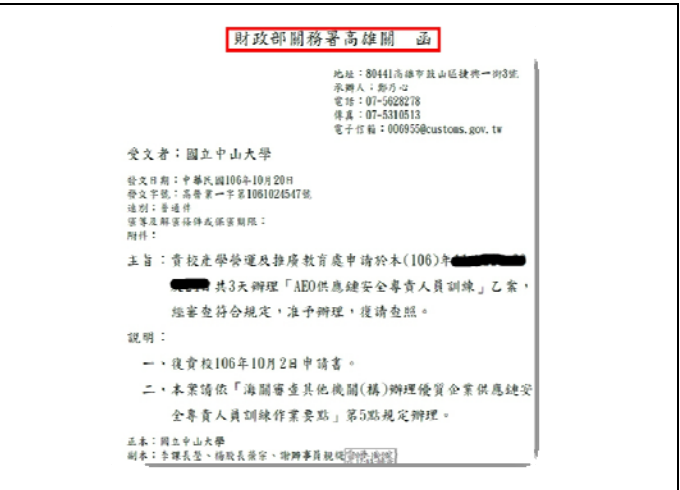 財政部關務署高雄關 函
地址：80441高雄市鼓山區捷興一街3號
承辦人：鄭乃心
電話：07-5628278
傳真：07-5310513
電子信箱：006955@customs.gov.tw
受文者：國立中山大學
發文日期：中華民國106年10月20日
發文字號：高營業一字第1061024547號
速別：普通件
密等及解密條件或保密期限：
附件：
主旨：貴校產學營運及推廣教育處申請於本(106)年
共3天辦理「AEO供應鏈安全專責人員訓練」乙案，
經審查符合規定，准予辦理，復請查照。
說明：
一、復貴校106年10月2日申請書。
二、本案請依「海關審查其他機關(構)辦理優質企業供應鏈安
全專責人員訓練作業要點」第5點規定辦理。
正本：國立中山大學
副本：李課長瑩、楊股長